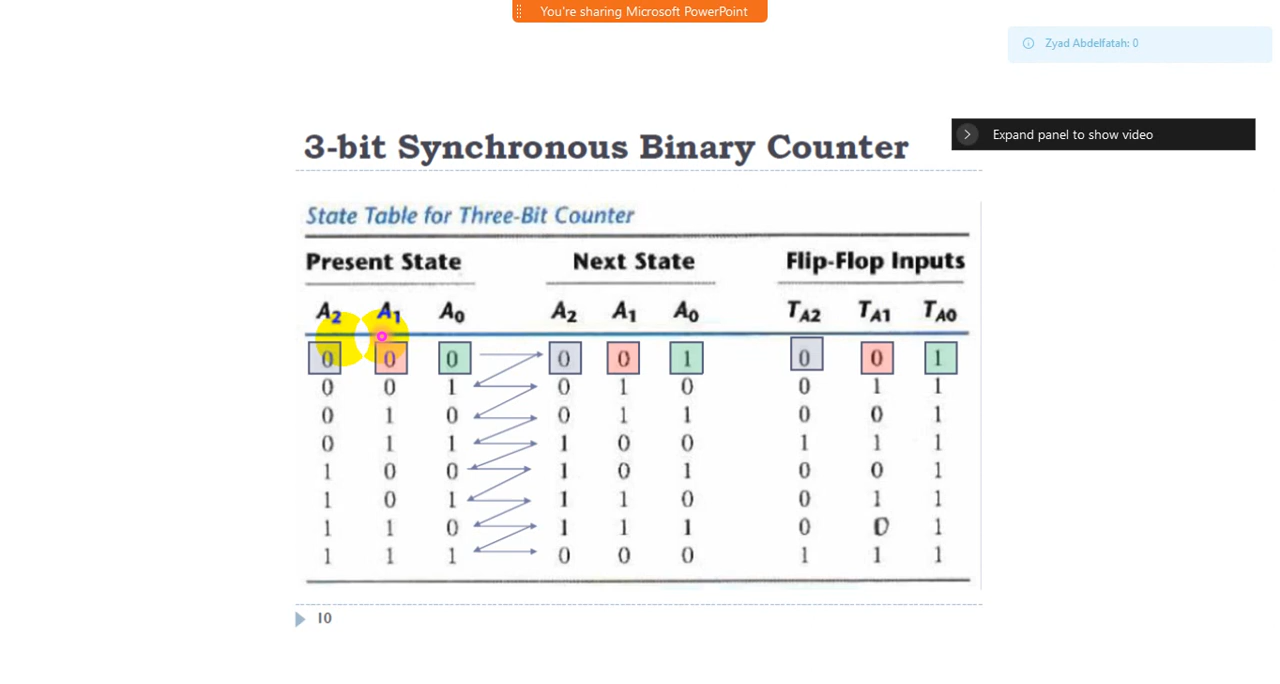 You're sharing Microsoft PowerPoint
Zyad Abdelfatah: 0
Expand panel to show video
3-bit Synchronous Binary Counter
State Table for Three-Bit Counter
Present State Next State Flip-Flop Inputs
A2 A1 A0 A2 A1 A0 TA2 TA1 TA0
0 0 0 0 0 1 0 0 1
0 0 1 0 1 0 0 1 1
0 1 0 0 1 1 0 0 1
0 1 1 1 0 0 1 1 1
1 0 0 1 0 1 0 0 1
1 0 1 1 1 0 0 1 1
1 1 0 1 1 1 0 0 1
1 1 1 0 0 0 1 1 1
10